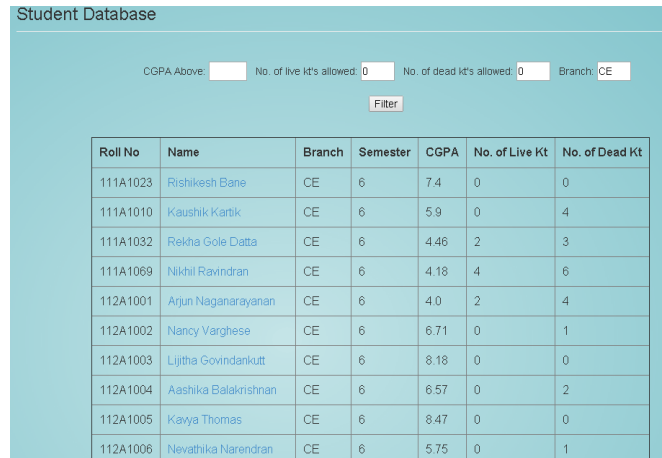 Student Database
CGPA Above: No. of live kt's allowed: 0 No. of dead kt's allowed: 0 Branch: CE
Filter
Roll No Name Branch Semester CGPA No. of Live Kt No. of Dead Kt
111A1023 Rishikesh Bane CE 6 7.4 0 0
111A1010 Kaushik Kartik CE 6 5.9 0 4
111A1032 Rekha Gole Datta CE 6 4.46 2 3
111A1069 Nikhil Ravindran CE 6 4.18 4 6
112A1001 Arjun Naganarayanan CE 6 4.0 2 4
112A1002 Nancy Varghese CE 6 6.71 0 1
112A1003 Lijitha Govindankutt CE 6 8.18 0 0
112A1004 Aashika Balakrishnan CE 6 6.57 0 2
112A1005 Kavya Thomas CE 6 8.47 0 0
112A1006 Nevathika Narendran CE 6 5.75 0 1